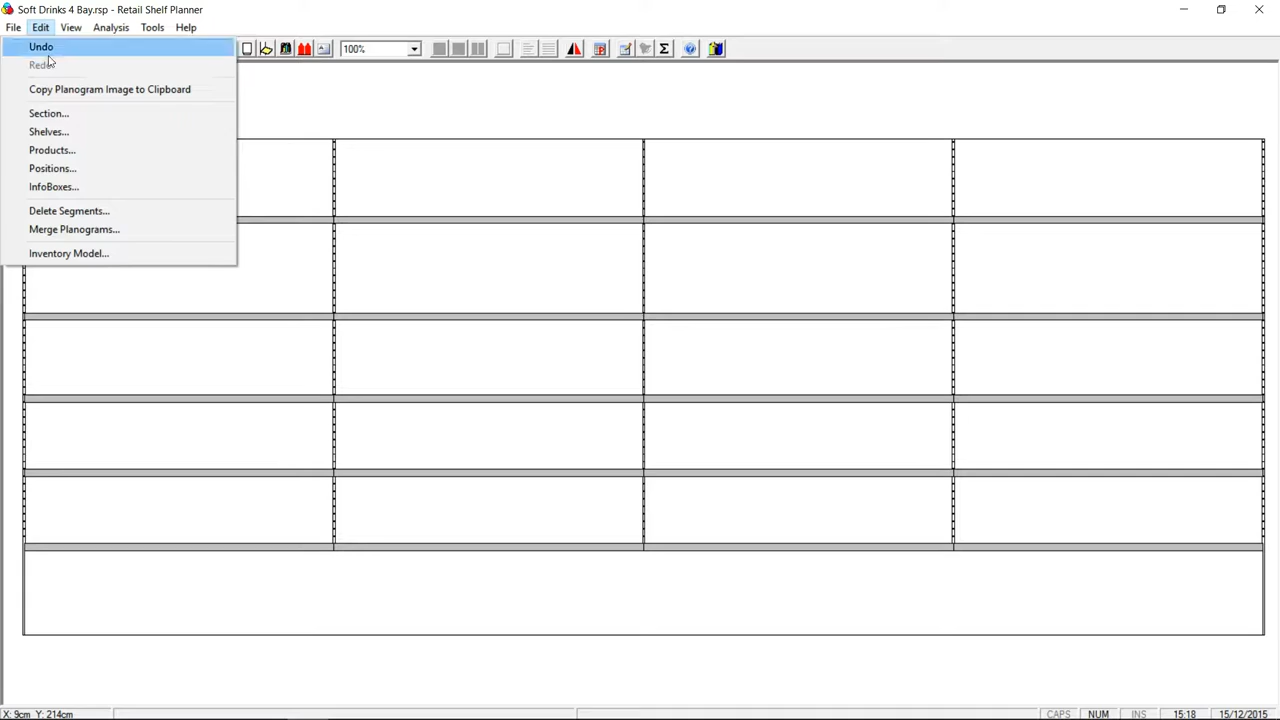 Soft Drinks 4 Bay.rsp - Retail Shelf Planner
File Edit View Analysis Tools Help
100%
Undo
Redo
Copy Planogram Image to Clipboard
Section...
Shelves...
Products...
Positions...
InfoBoxes...
Delete Segments...
Merge Planograms...
Inventory Model...
X: 9cm Y: 214cm
CAPS NUM INS 15:18 15/12/2015